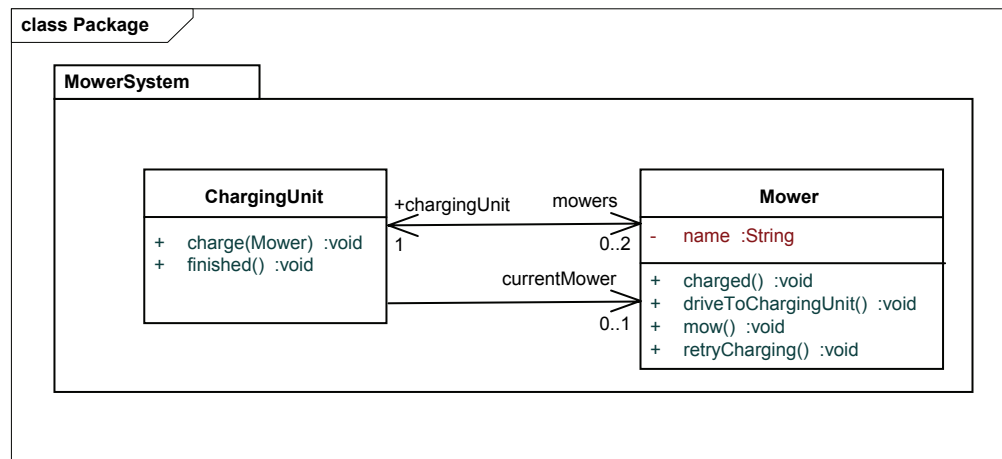 class Package
MowerSystem
ChargingUnit
+ charge(Mower) :void
+ finished() :void
+chargingUnit
1
mowers
0..2
currentMower
0..1
Mower
- name :String
+ charged() :void
+ driveToChargingUnit() :void
+ mow() :void
+ retryCharging() :void